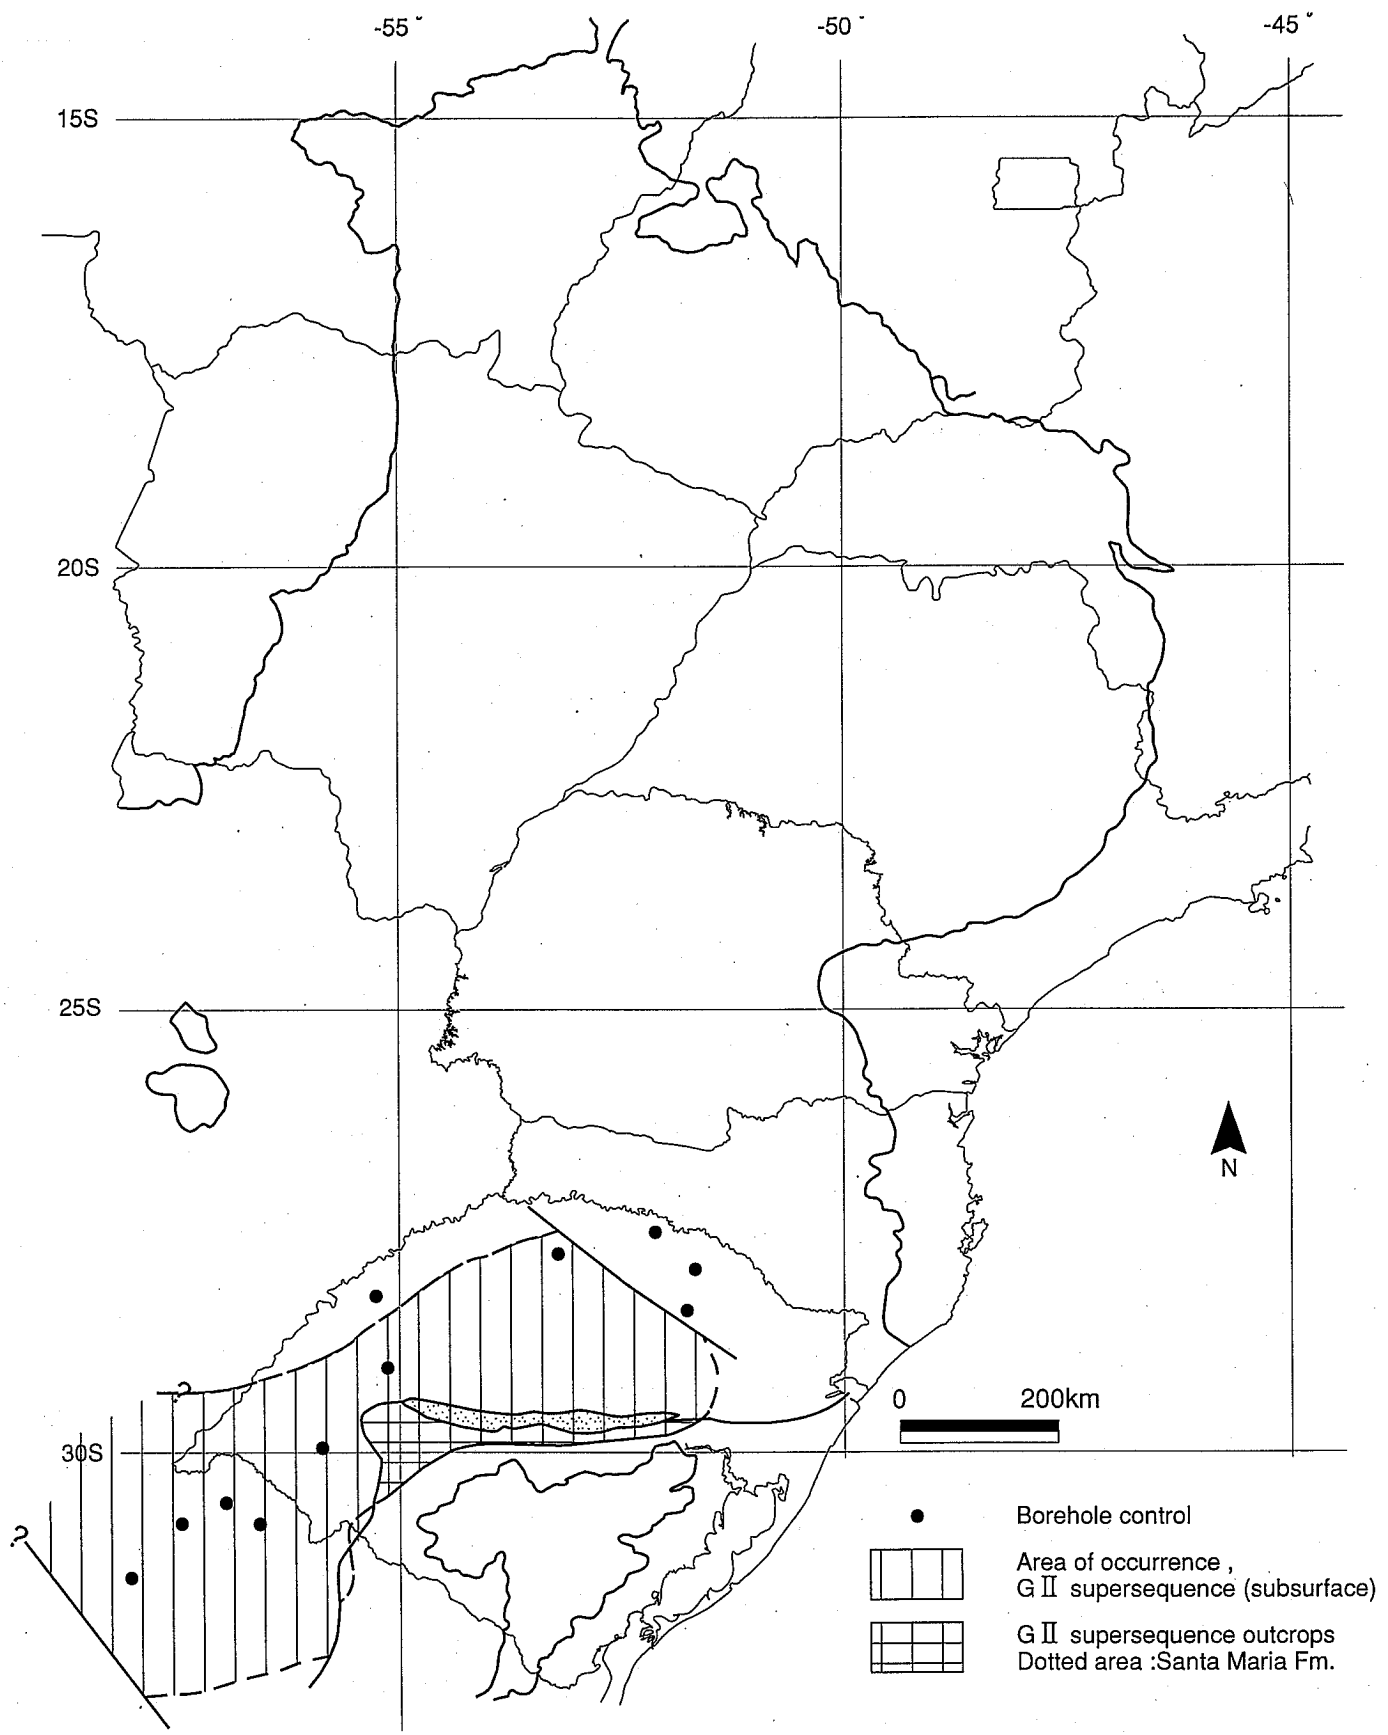 -55°
-50°
-45°
15S
20S
25S
N
?
0 200km
30S
?
Borehole control
Area of occurrence ,
G II supersequence (subsurface)
G II supersequence outcrops
Dotted area :Santa Maria Fm.